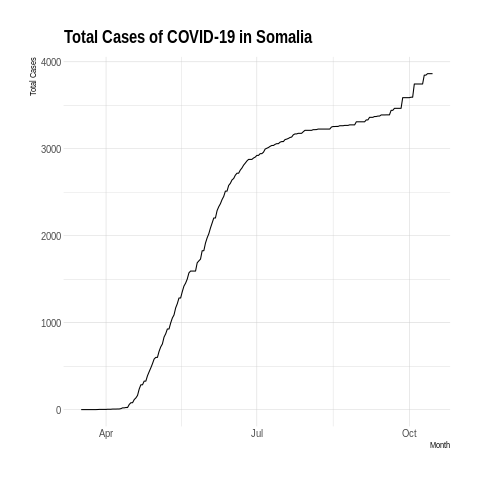 Total Cases of COVID-19 in Somalia
Total Cases
4000
3000
2000
1000
0
Apr
Jul
Oct
Month